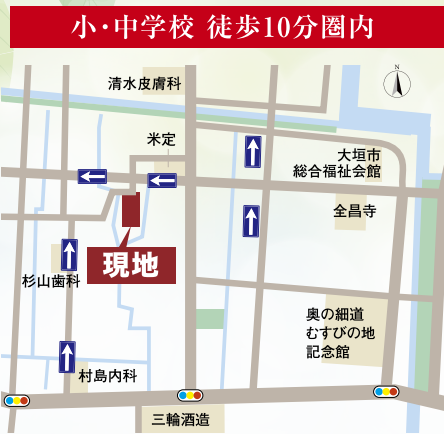 小・中学校 徒歩10分圏内
N
清水皮膚科
米定
大垣市
総合福祉会館
全昌寺
現地
杉山歯科
奥の細道
むすびの地
記念館
村島内科
三輪酒造